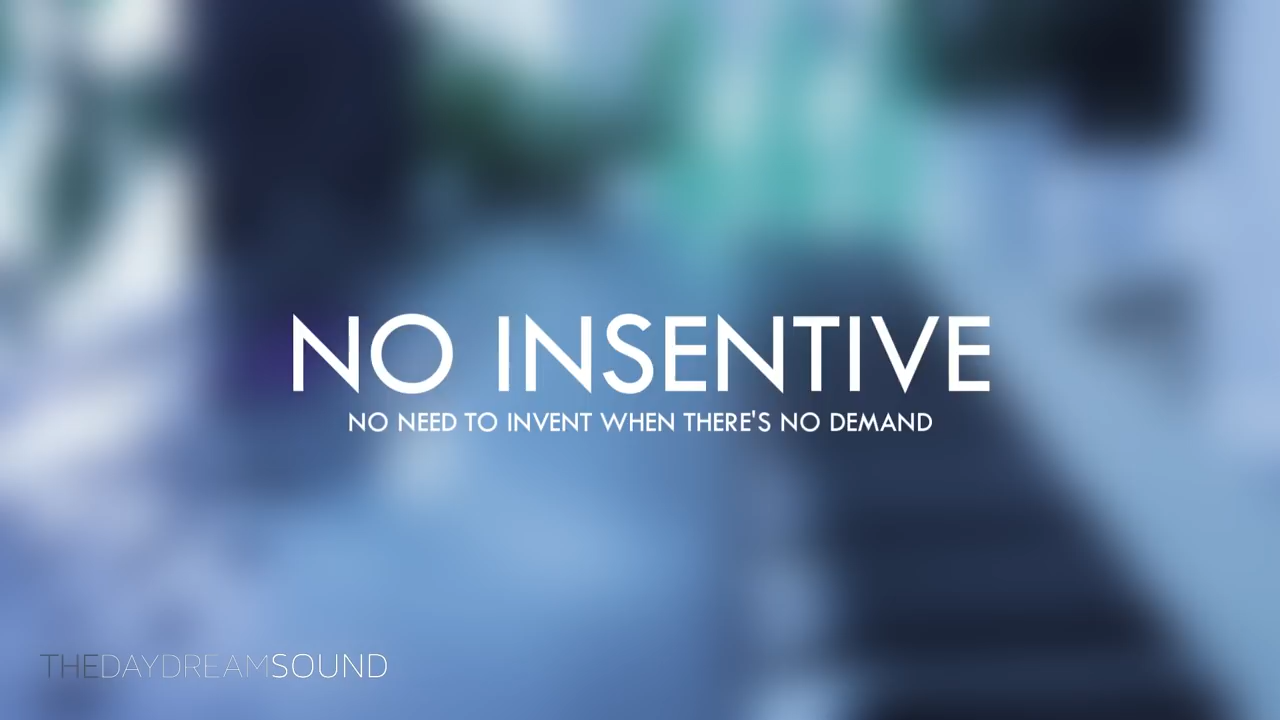 NO INSENTIVE
NO NEED TO INVENT WHEN THERE'S NO DEMAND
THEDAYDREAMSOUND